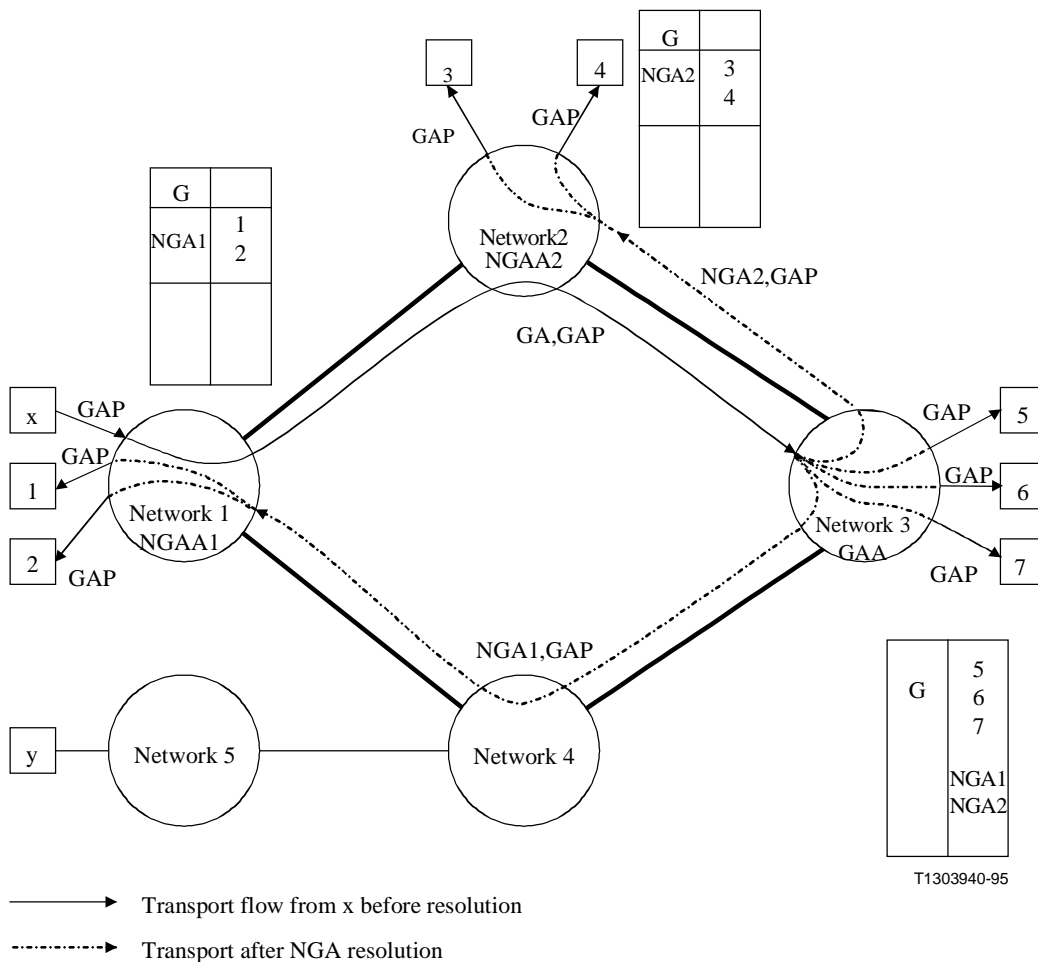 G
NGA2
3
4
3
4
GAP
GAP
G
NGA1
1
2
Network2
NGAA2
NGA2,GAP
GA,GAP
x
GAP
1
GAP
2
GAP
Network 1
NGAA1
GAP
5
GAP
6
Network 3
GAA
GAP
7
NGA1,GAP
G
5
6
7
NGA1
NGA2
y
Network 5
Network 4
T1303940-95
Transport flow from x before resolution
Transport after NGA resolution